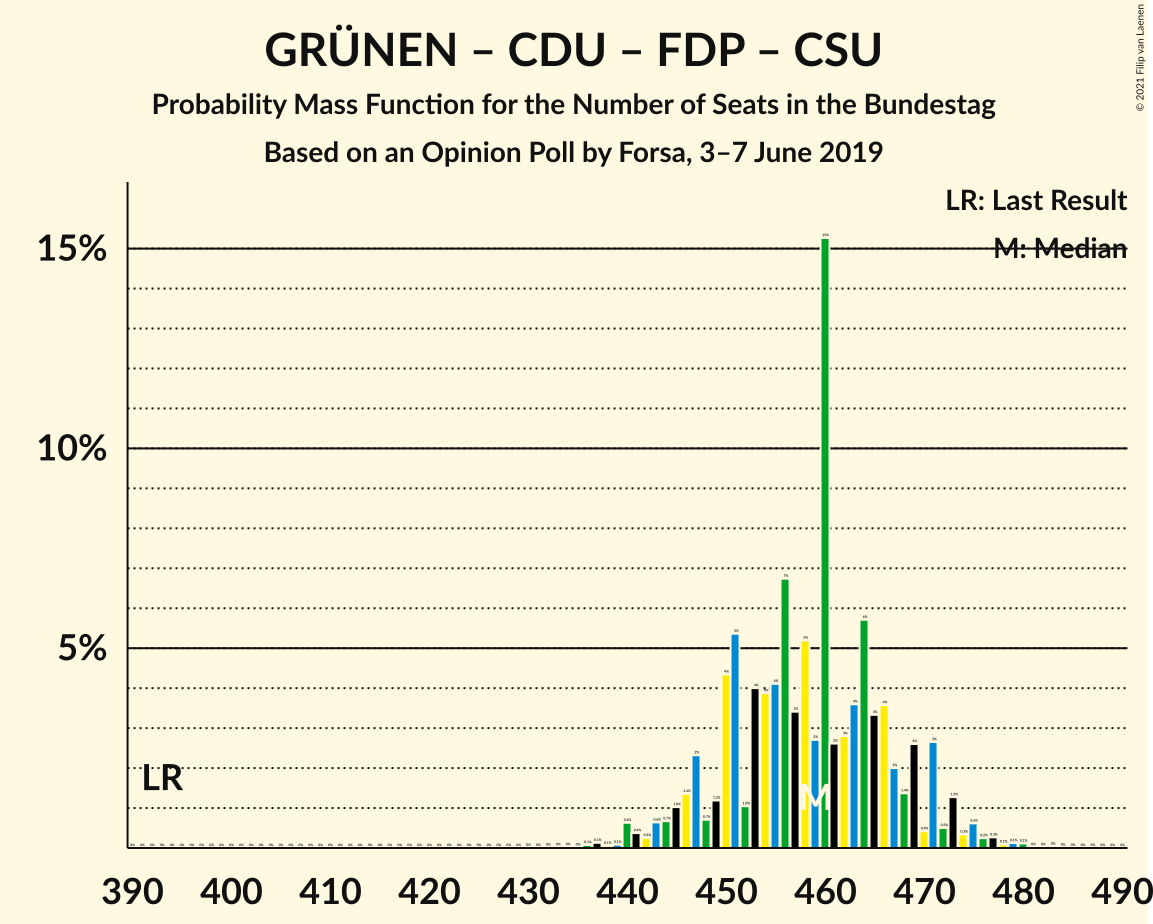 GRÜNEN – CDU – FDP – CSU
Probability Mass Function for the Number of Seats in the Bundestag
Based on an Opinion Poll by Forsa, 3–7 June 2019
© 2021 Filip van Laenen
LR: Last Result
M: Median
15%
10%
5%
LR
M
390 400 410 420 430 440 450 460 470 480 490